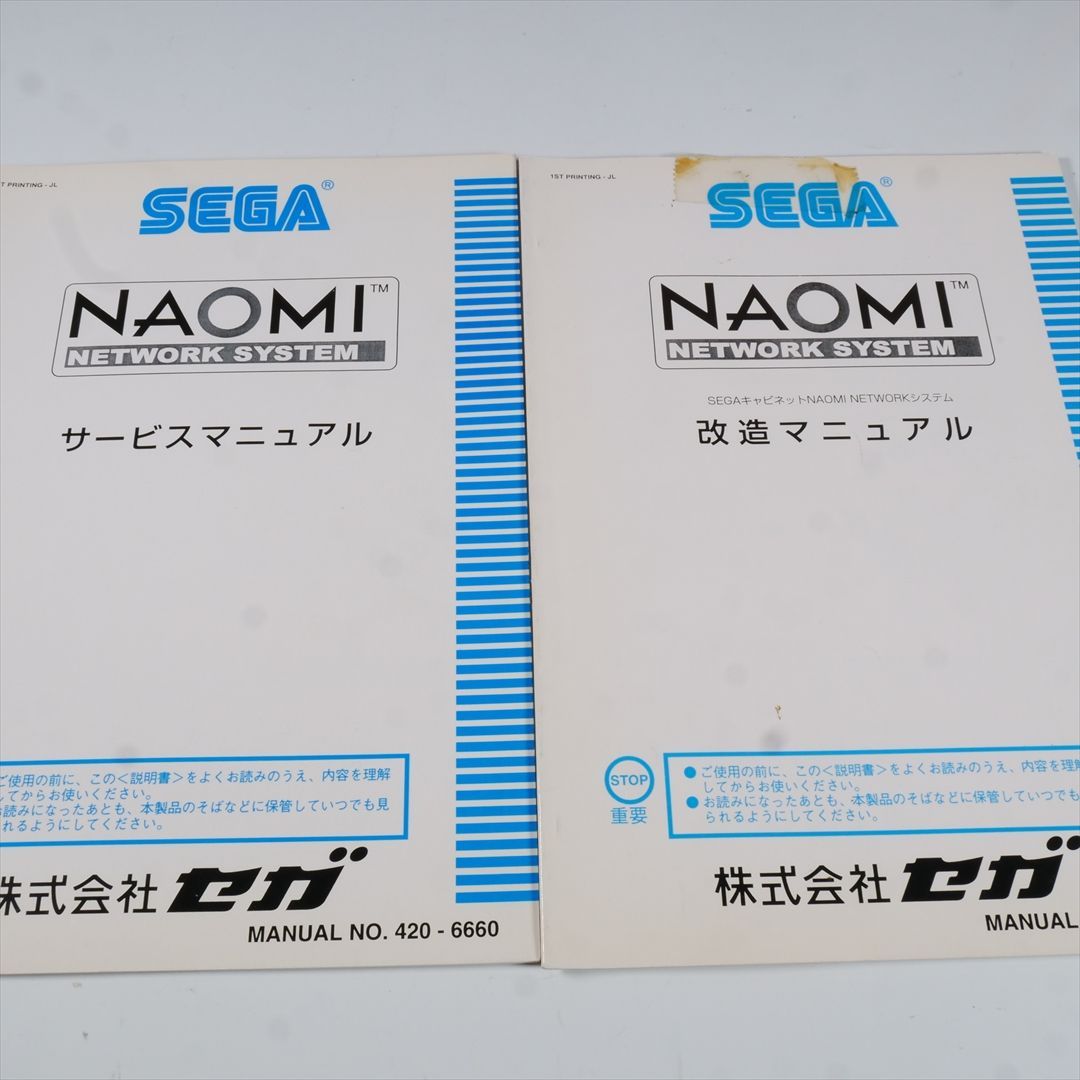 T PRINTING - JL
SEGA®
NAOMI™
NETWORK SYSTEM
サービスマニュアル
ご使用の前に、この＜説明書＞をよくお読みのうえ、内容を理解
してからお使いください。
お読みになったあとも、本製品のそばなどに保管していつでも見
られるようにしてください。
株式会社 セガ
MANUAL NO. 420 - 6660
1ST PRINTING - JL
SEGA®
NAOMI™
NETWORK SYSTEM
SEGAキャビネットNAOMI NETWORKシステム
改造マニュアル
STOP
重要
●ご使用の前に、この＜説明書＞をよくお読みのうえ、内容を理解
してからお使いください。
●お読みになったあとも、本製品のそばなどに保管していつでも
られるようにしてください。
株式会社 セガ
MANUAL